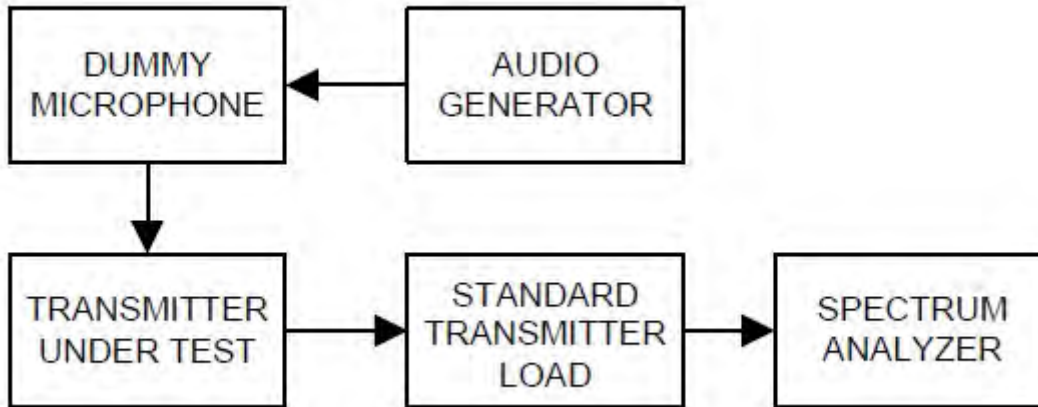 DUMMY
MICROPHONE
AUDIO
GENERATOR
TRANSMITTER
UNDER TEST
STANDARD
TRANSMITTER
LOAD
SPECTRUM
ANALYZER